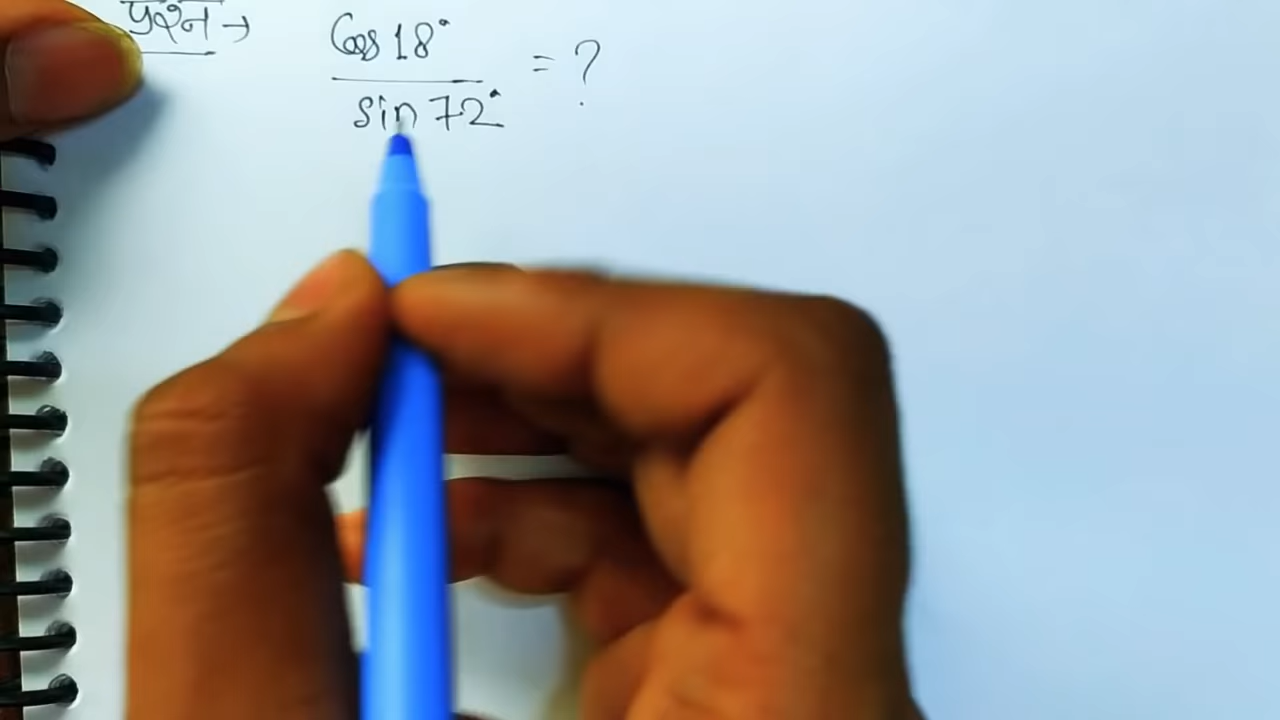 प्रश्न → Cos 18° / sin 72° = ?